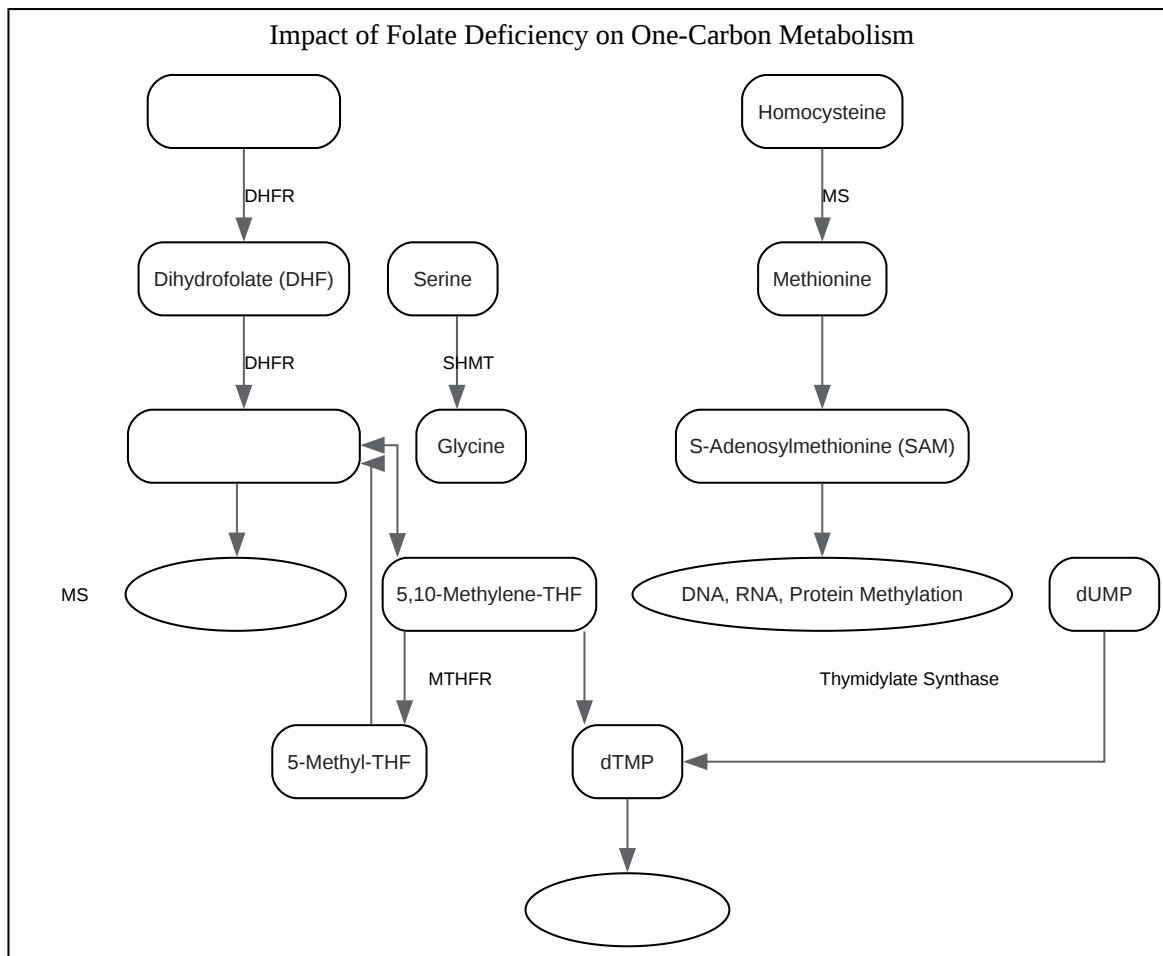 Impact of Folate Deficiency on One-Carbon Metabolism
Homocysteine
DHFR
MS
Dihydrofolate (DHF)
Serine
Methionine
DHFR
SHMT
Glycine
S-Adenosylmethionine (SAM)
MS
5,10-Methylene-THF
DNA, RNA, Protein Methylation
dUMP
MTHFR
Thymidylate Synthase
5-Methyl-THF
dTMP